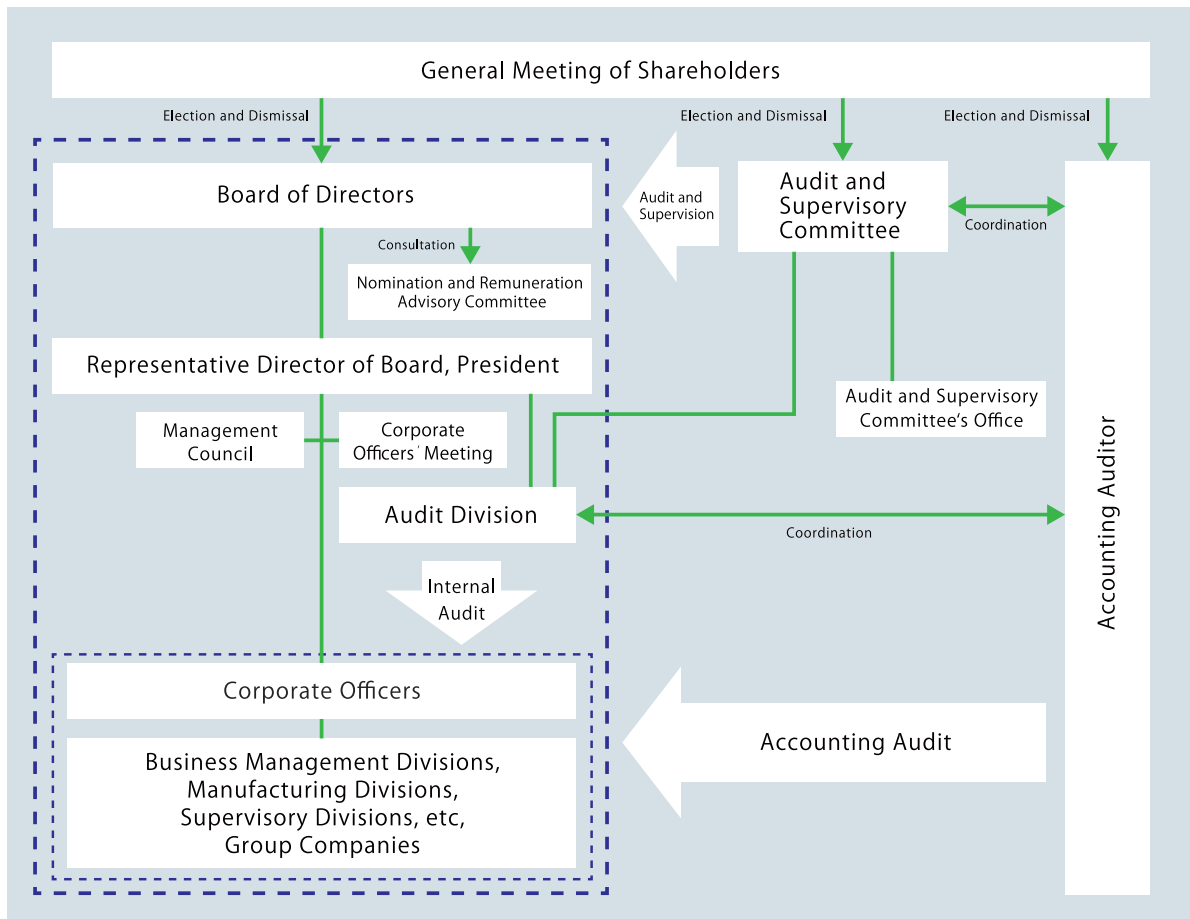 General Meeting of Shareholders
Election and Dismissal
Election and Dismissal
Election and Dismissal
Board of Directors
Audit and
Supervision
Audit and
Supervisory
Committee
Coordination
Consultation
Nomination and Remuneration
Advisory Committee
Representative Director of Board, President
Management
Council
Corporate
Officers' Meeting
Audit and Supervisory
Committee's Office
Audit Division
Coordination
Accounting Auditor
Internal
Audit
Corporate Officers
Accounting Audit
Business Management Divisions,
Manufacturing Divisions,
Supervisory Divisions, etc,
Group Companies